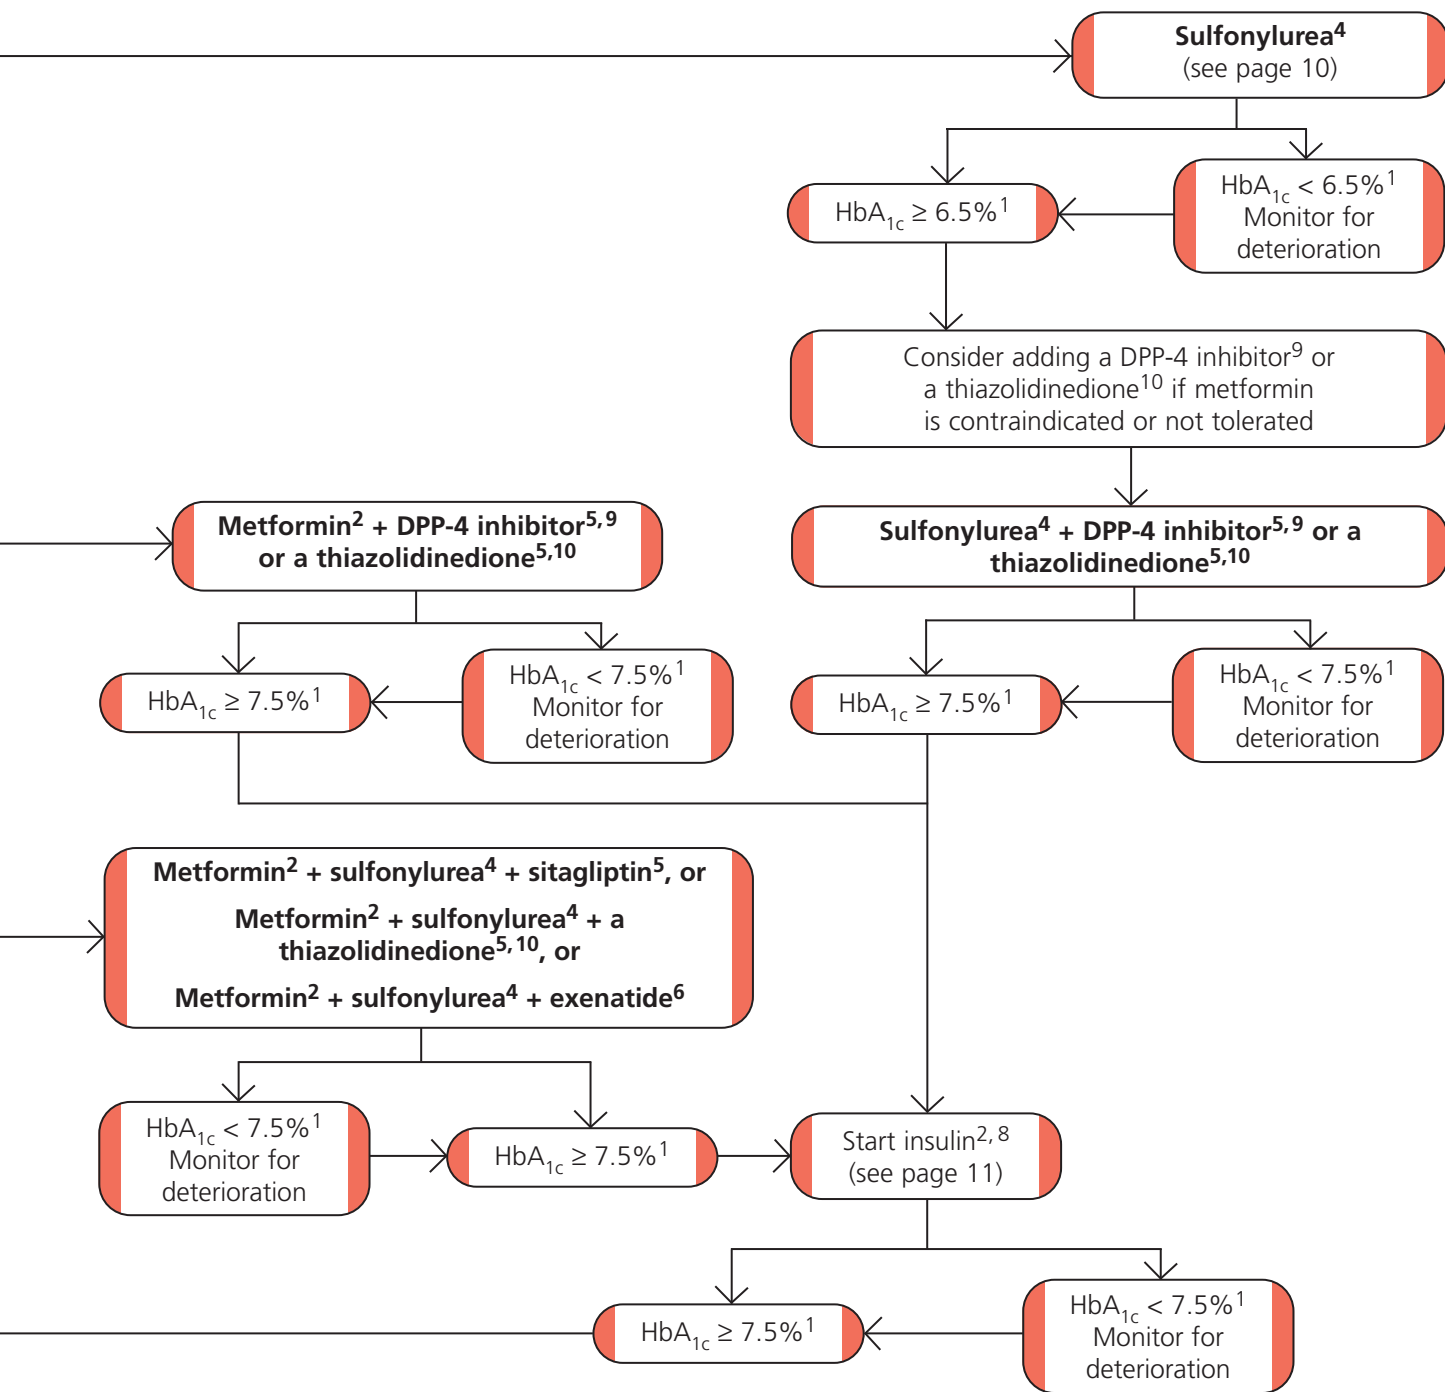 Sulfonylurea⁴
(see page 10)
HbA₁c ≥ 6.5%¹
HbA₁c < 6.5%¹
Monitor for
deterioration
Consider adding a DPP-4 inhibitor⁹ or
a thiazolidinedione¹⁰ if metformin
is contraindicated or not tolerated
Metformin² + DPP-4 inhibitor⁵,⁹
or a thiazolidinedione⁵,¹⁰
Sulfonylurea⁴ + DPP-4 inhibitor⁵,⁹ or a
thiazolidinedione⁵,¹⁰
HbA₁c ≥ 7.5%¹
HbA₁c < 7.5%¹
Monitor for
deterioration
HbA₁c ≥ 7.5%¹
HbA₁c < 7.5%¹
Monitor for
deterioration
Metformin² + sulfonylurea⁴ + sitagliptin⁵, or
Metformin² + sulfonylurea⁴ + a
thiazolidinedione⁵,¹⁰, or
Metformin² + sulfonylurea⁴ + exenatide⁶
HbA₁c < 7.5%¹
Monitor for
deterioration
HbA₁c ≥ 7.5%¹
Start insulin²,⁸
(see page 11)
HbA₁c ≥ 7.5%¹
HbA₁c < 7.5%¹
Monitor for
deterioration